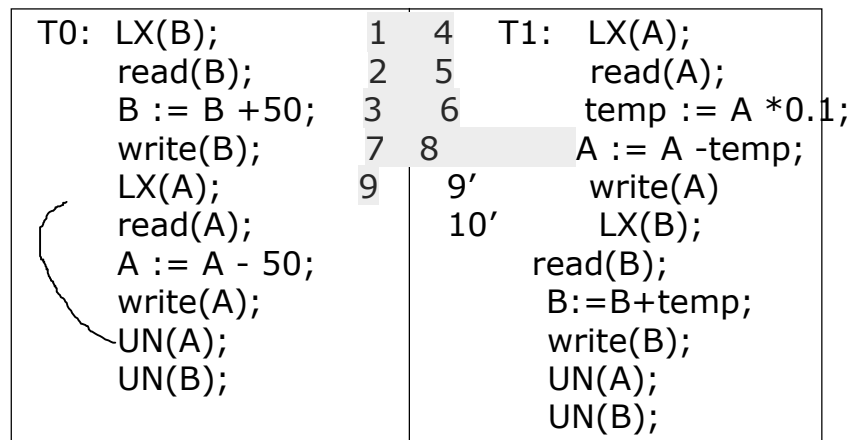 T0: LX(B); 1 4 T1: LX(A);
read(B); 2 5 read(A);
B := B +50; 3 6 temp := A *0.1;
write(B); 7 8 A := A -temp;
LX(A); 9 9′ write(A)
read(A); 10′ LX(B);
A := A - 50; read(B);
write(A); B:=B+temp;
UN(A); write(B);
UN(B); UN(A);
UN(B);